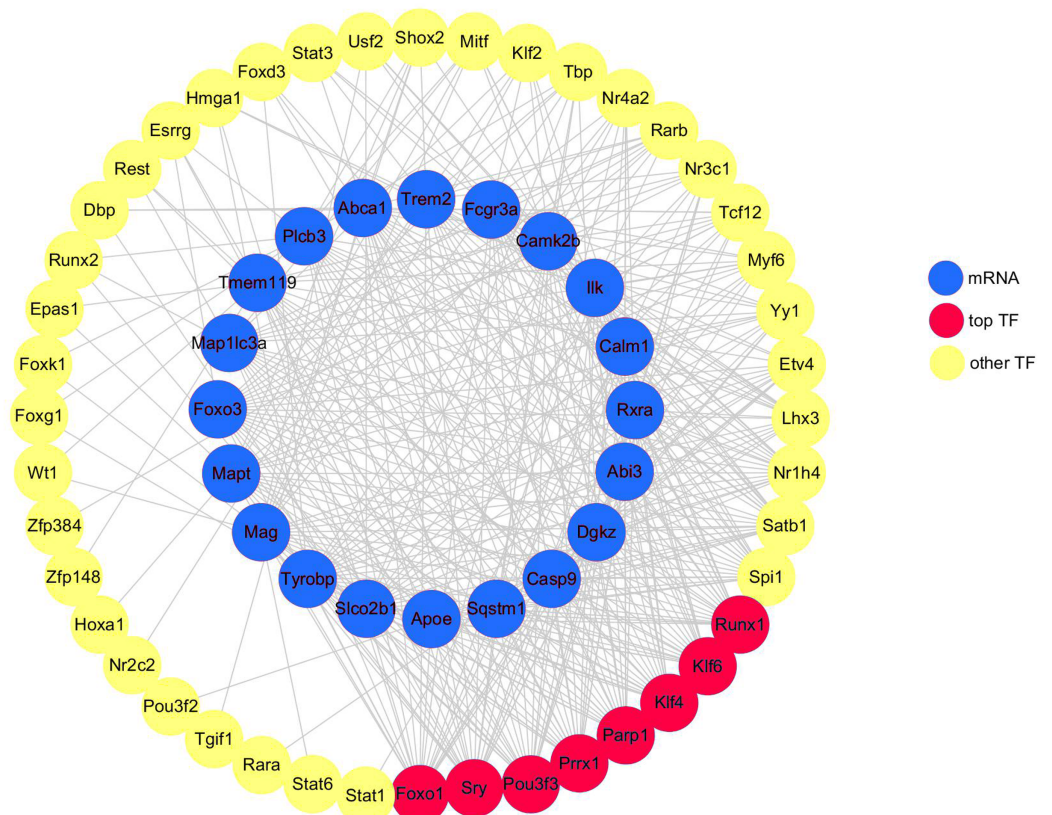 Shox2
Usf2
Mitf
Stat3
Klf2
Foxd3
Tbp
Hmga1
Nr4a2
Esrrg
Rarb
Rest
Nr3c1
Dbp
Tcf12
Runx2
Myf6
Epas1
Yy1
Foxk1
Etv4
Foxg1
Lhx3
Wt1
Nr1h4
Zfp384
Satb1
Zfp148
Spi1
Hoxa1
Runx1
Nr2c2
Klf6
Pou3f2
Klf4
Tgif1
Parp1
Rara
Prrx1
Stat6
Pou3f3
Stat1
Foxo1
Sry
Trem2
Abca1
Fcgr3a
Plcb3
Camk2b
Tmem119
Ilk
Map1lc3a
Calm1
Foxo3
Rxra
Mapt
Abi3
Mag
Dgkz
Tyrobp
Casp9
Slco2b1
Apoe
Sqstm1
mRNA
top TF
other TF